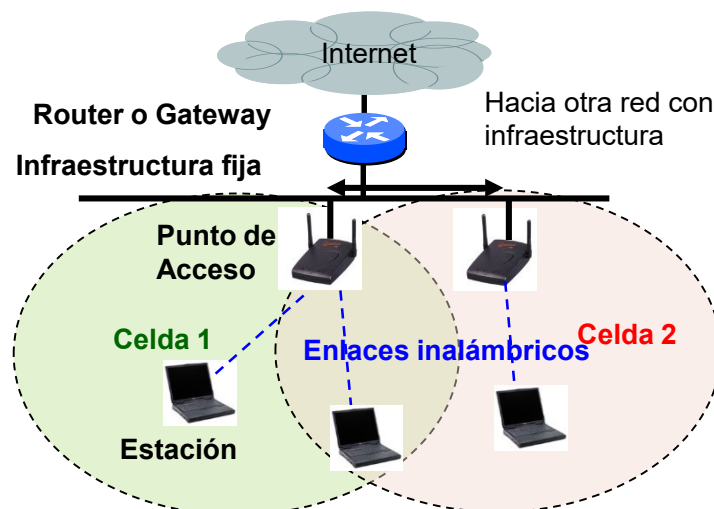 Internet
Router o Gateway
Hacia otra red con
infraestructura
Infraestructura fija
Punto de
Acceso
Celda 1
Enlaces inalámbricos
Celda 2
Estación